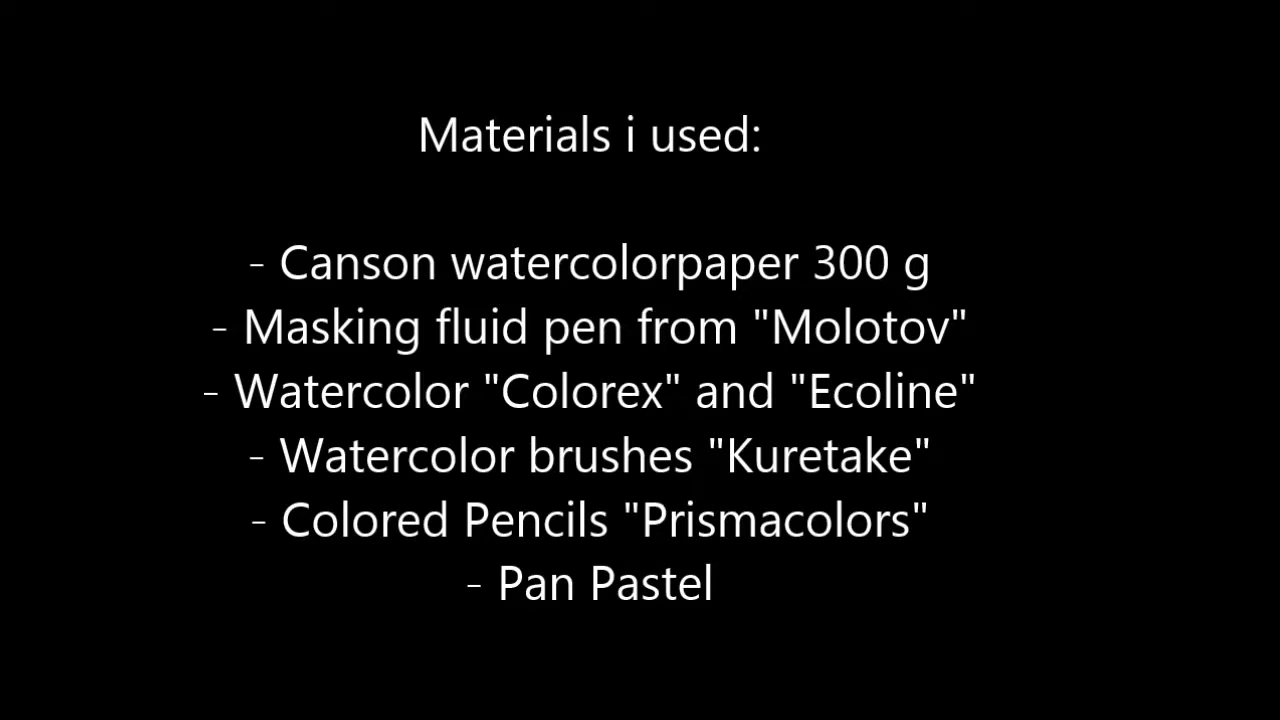 Materials i used:
- Canson watercolorpaper 300 g
- Masking fluid pen from "Molotov"
- Watercolor "Colorex" and "Ecoline"
- Watercolor brushes "Kuretake"
- Colored Pencils "Prismacolors"
- Pan Pastel